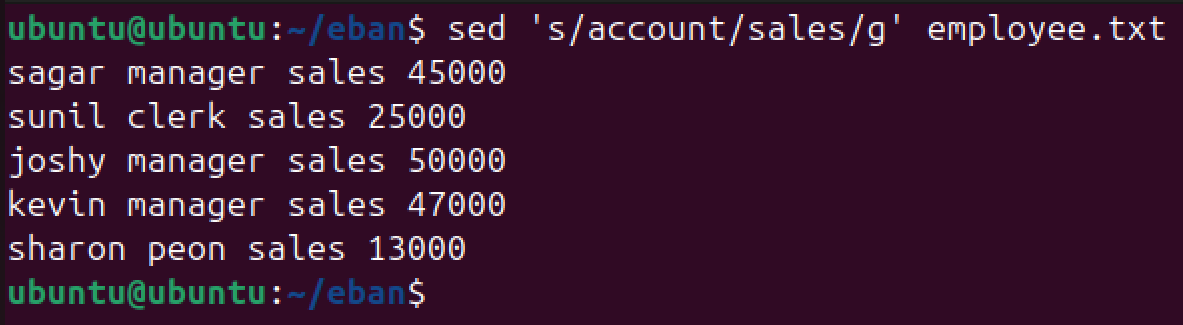 ubuntu@ubuntu:~/eban$ sed 's/account/sales/g' employee.txt
sagar manager sales 45000
sunil clerk sales 25000
joshy manager sales 50000
kevin manager sales 47000
sharon peon sales 13000
ubuntu@ubuntu:~/eban$